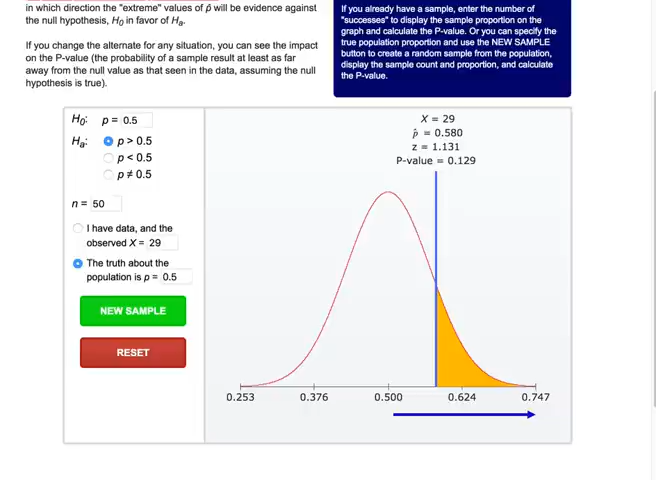 in which direction the "extreme" values of p̂ will be evidence against
the null hypothesis, H0 in favor of Ha.
If you change the alternate for any situation, you can see the impact
on the P-value (the probability of a sample result at least as far
away from the null value as that seen in the data, assuming the null
hypothesis is true).
If you already have a sample, enter the number of
"successes" to display the sample proportion on the
graph and calculate the P-value. Or you can specify the
true population proportion and use the NEW SAMPLE
button to create a random sample from the population,
display the sample count and proportion, and calculate
the P-value.
H0: p = 0.5
Ha: p > 0.5
p < 0.5
p ≠ 0.5
n = 50
I have data, and the
observed X = 29
The truth about the
population is p = 0.5
NEW SAMPLE
RESET
X = 29
p̂ = 0.580
z = 1.131
P-value = 0.129
0.253 0.376 0.500 0.624 0.747